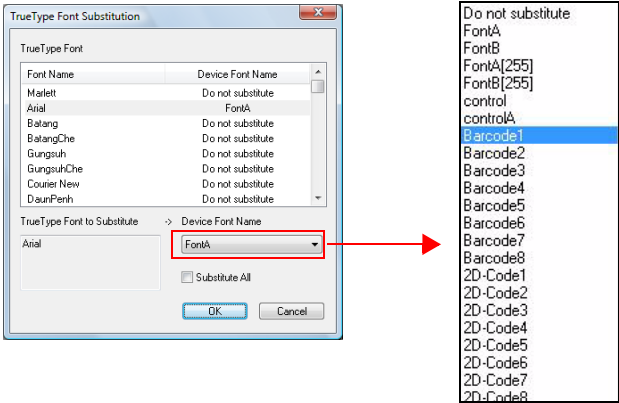 TrueType Font Substitution
TrueType Font
Font Name Device Font Name
Marlett Do not substitute
Arial FontA
Batang Do not substitute
BatangChe Do not substitute
Gungsuh Do not substitute
GungsuhChe Do not substitute
Courier New Do not substitute
DaunPenh Do not substitute
TrueType Font to Substitute -> Device Font Name
Arial FontA
Substitute All
OK Cancel
Do not substitute
FontA
FontB
FontA[255]
FontB[255]
control
controlA
Barcode1
Barcode2
Barcode3
Barcode4
Barcode5
Barcode6
Barcode7
Barcode8
2D-Code1
2D-Code2
2D-Code3
2D-Code4
2D-Code5
2D-Code6
2D-Code7
2D-Code8